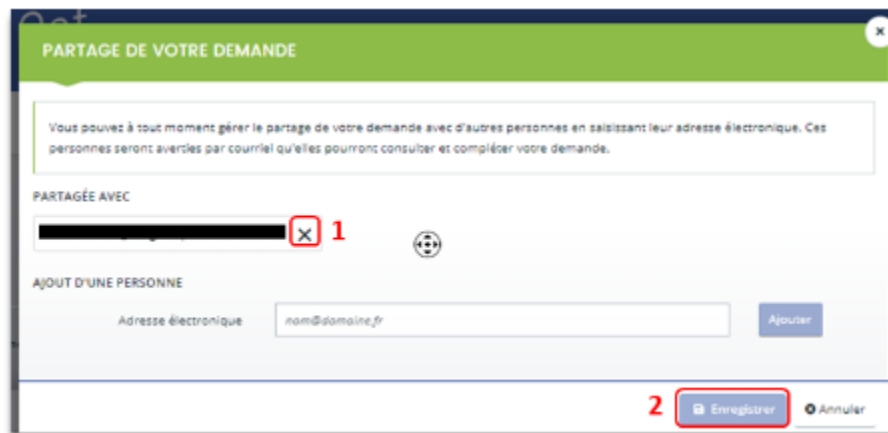 PARTAGE DE VOTRE DEMANDE
Vous pouvez à tout moment gérer le partage de votre demande avec d'autres personnes en saisissant leur adresse électronique. Ces
personnes seront averties par courriel qu'elles pourront consulter et compléter votre demande.
PARTAGÉE AVEC
1
AJOUT D'UNE PERSONNE
Adresse électronique nom@domaine.fr Ajouter
2 Enregistrer Annuler